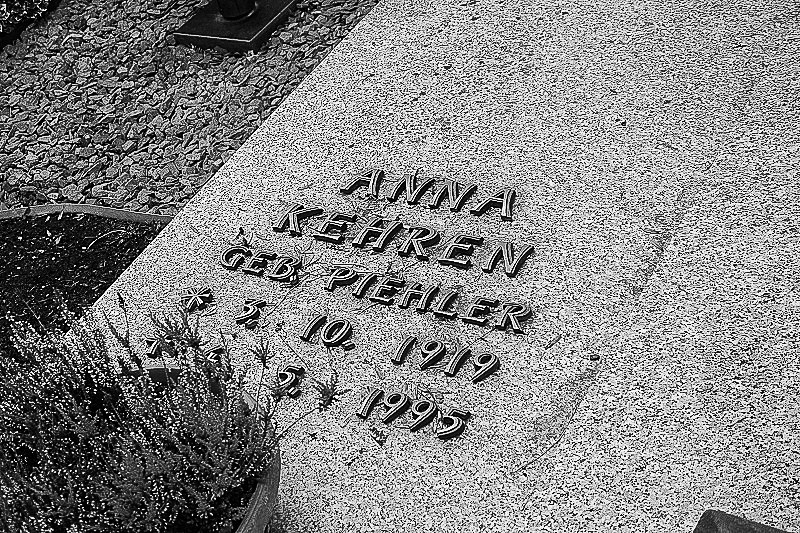 ANNA
KEHREN
GEB. PIEHLER
* 5. 10. 1919
5. 1995